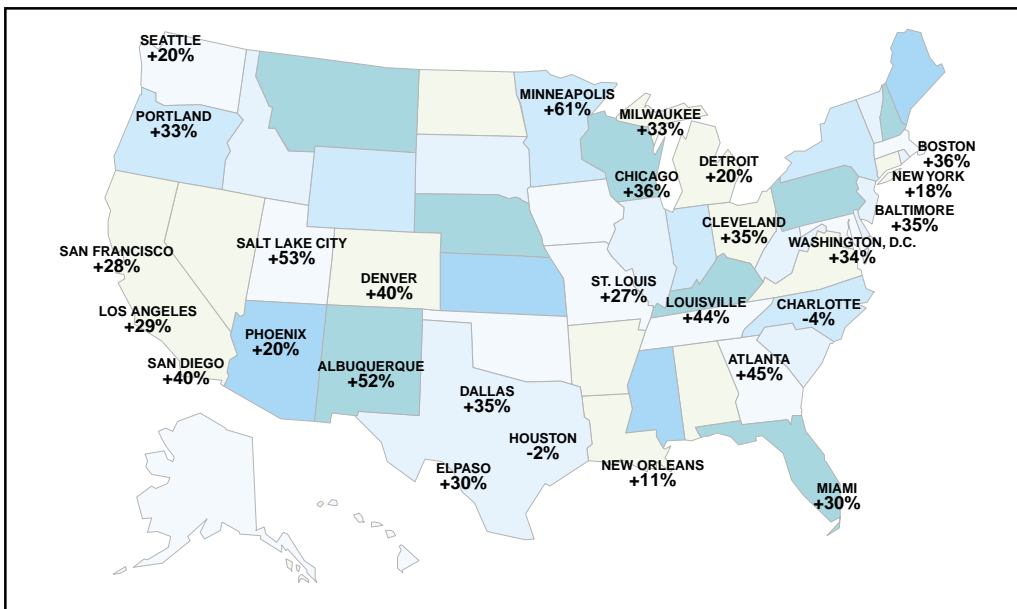 SEATTLE
+20%
PORTLAND
+33%
MINNEAPOLIS
+61%
MILWAUKEE
+33%
DETROIT
+20%
CHICAGO
+36%
BOSTON
+36%
NEW YORK
+18%
BALTIMORE
+35%
CLEVELAND
+35%
WASHINGTON, D.C.
+34%
SAN FRANCISCO
+28%
SALT LAKE CITY
+53%
DENVER
+40%
ST. LOUIS
+27%
LOUISVILLE
+44%
CHARLOTTE
-4%
LOS ANGELES
+29%
PHOENIX
+20%
SAN DIEGO
+40%
ALBUQUERQUE
+52%
ATLANTA
+45%
DALLAS
+35%
HOUSTON
-2%
ELPASO
+30%
NEW ORLEANS
+11%
MIAMI
+30%